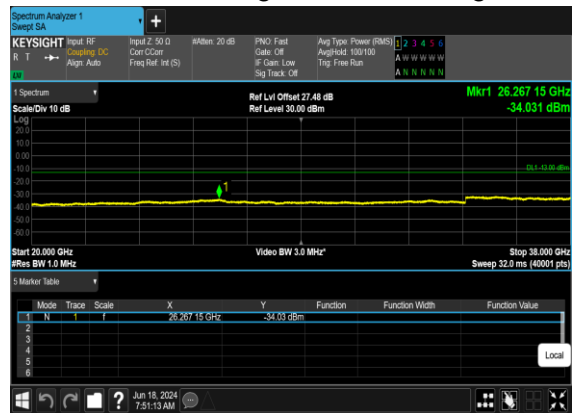 Spectrum Analyzer 1
Swept SA
+
KEYSIGHT Input: RF Input Z: 50 Ω #Atten: 20 dB PNO: Fast Avg Type: Power (RMS) 1 2 3 4 5 6
R T Coupling: DC Corr CCorr Gate: Off Avg|Hold: 100/100 A W W W W W
Align: Auto Freq Ref: Int (S) IF Gain: Low Trig: Free Run
Sig Track: Off A N N N N N
LXI
1 Spectrum Ref Lvl Offset 27.48 dB Mkr1 26.267 15 GHz
Scale/Div 10 dB Ref Level 30.00 dBm -34.031 dBm
Log
20.0
10.0
0.00
-10.0 DL1 -13.00 dBm
-20.0
-30.0 1
-40.0
-50.0
-60.0
Start 20.000 GHz Video BW 3.0 MHz* Stop 38.000 GHz
#Res BW 1.0 MHz Sweep 32.0 ms (40001 pts)
5 Marker Table
Mode Trace Scale X Y Function Function Width Function Value
1 N 1 f 26.267 15 GHz -34.03 dBm
2
3
4
5
6
Local
? Jun 18, 2024
7:51:13 AM